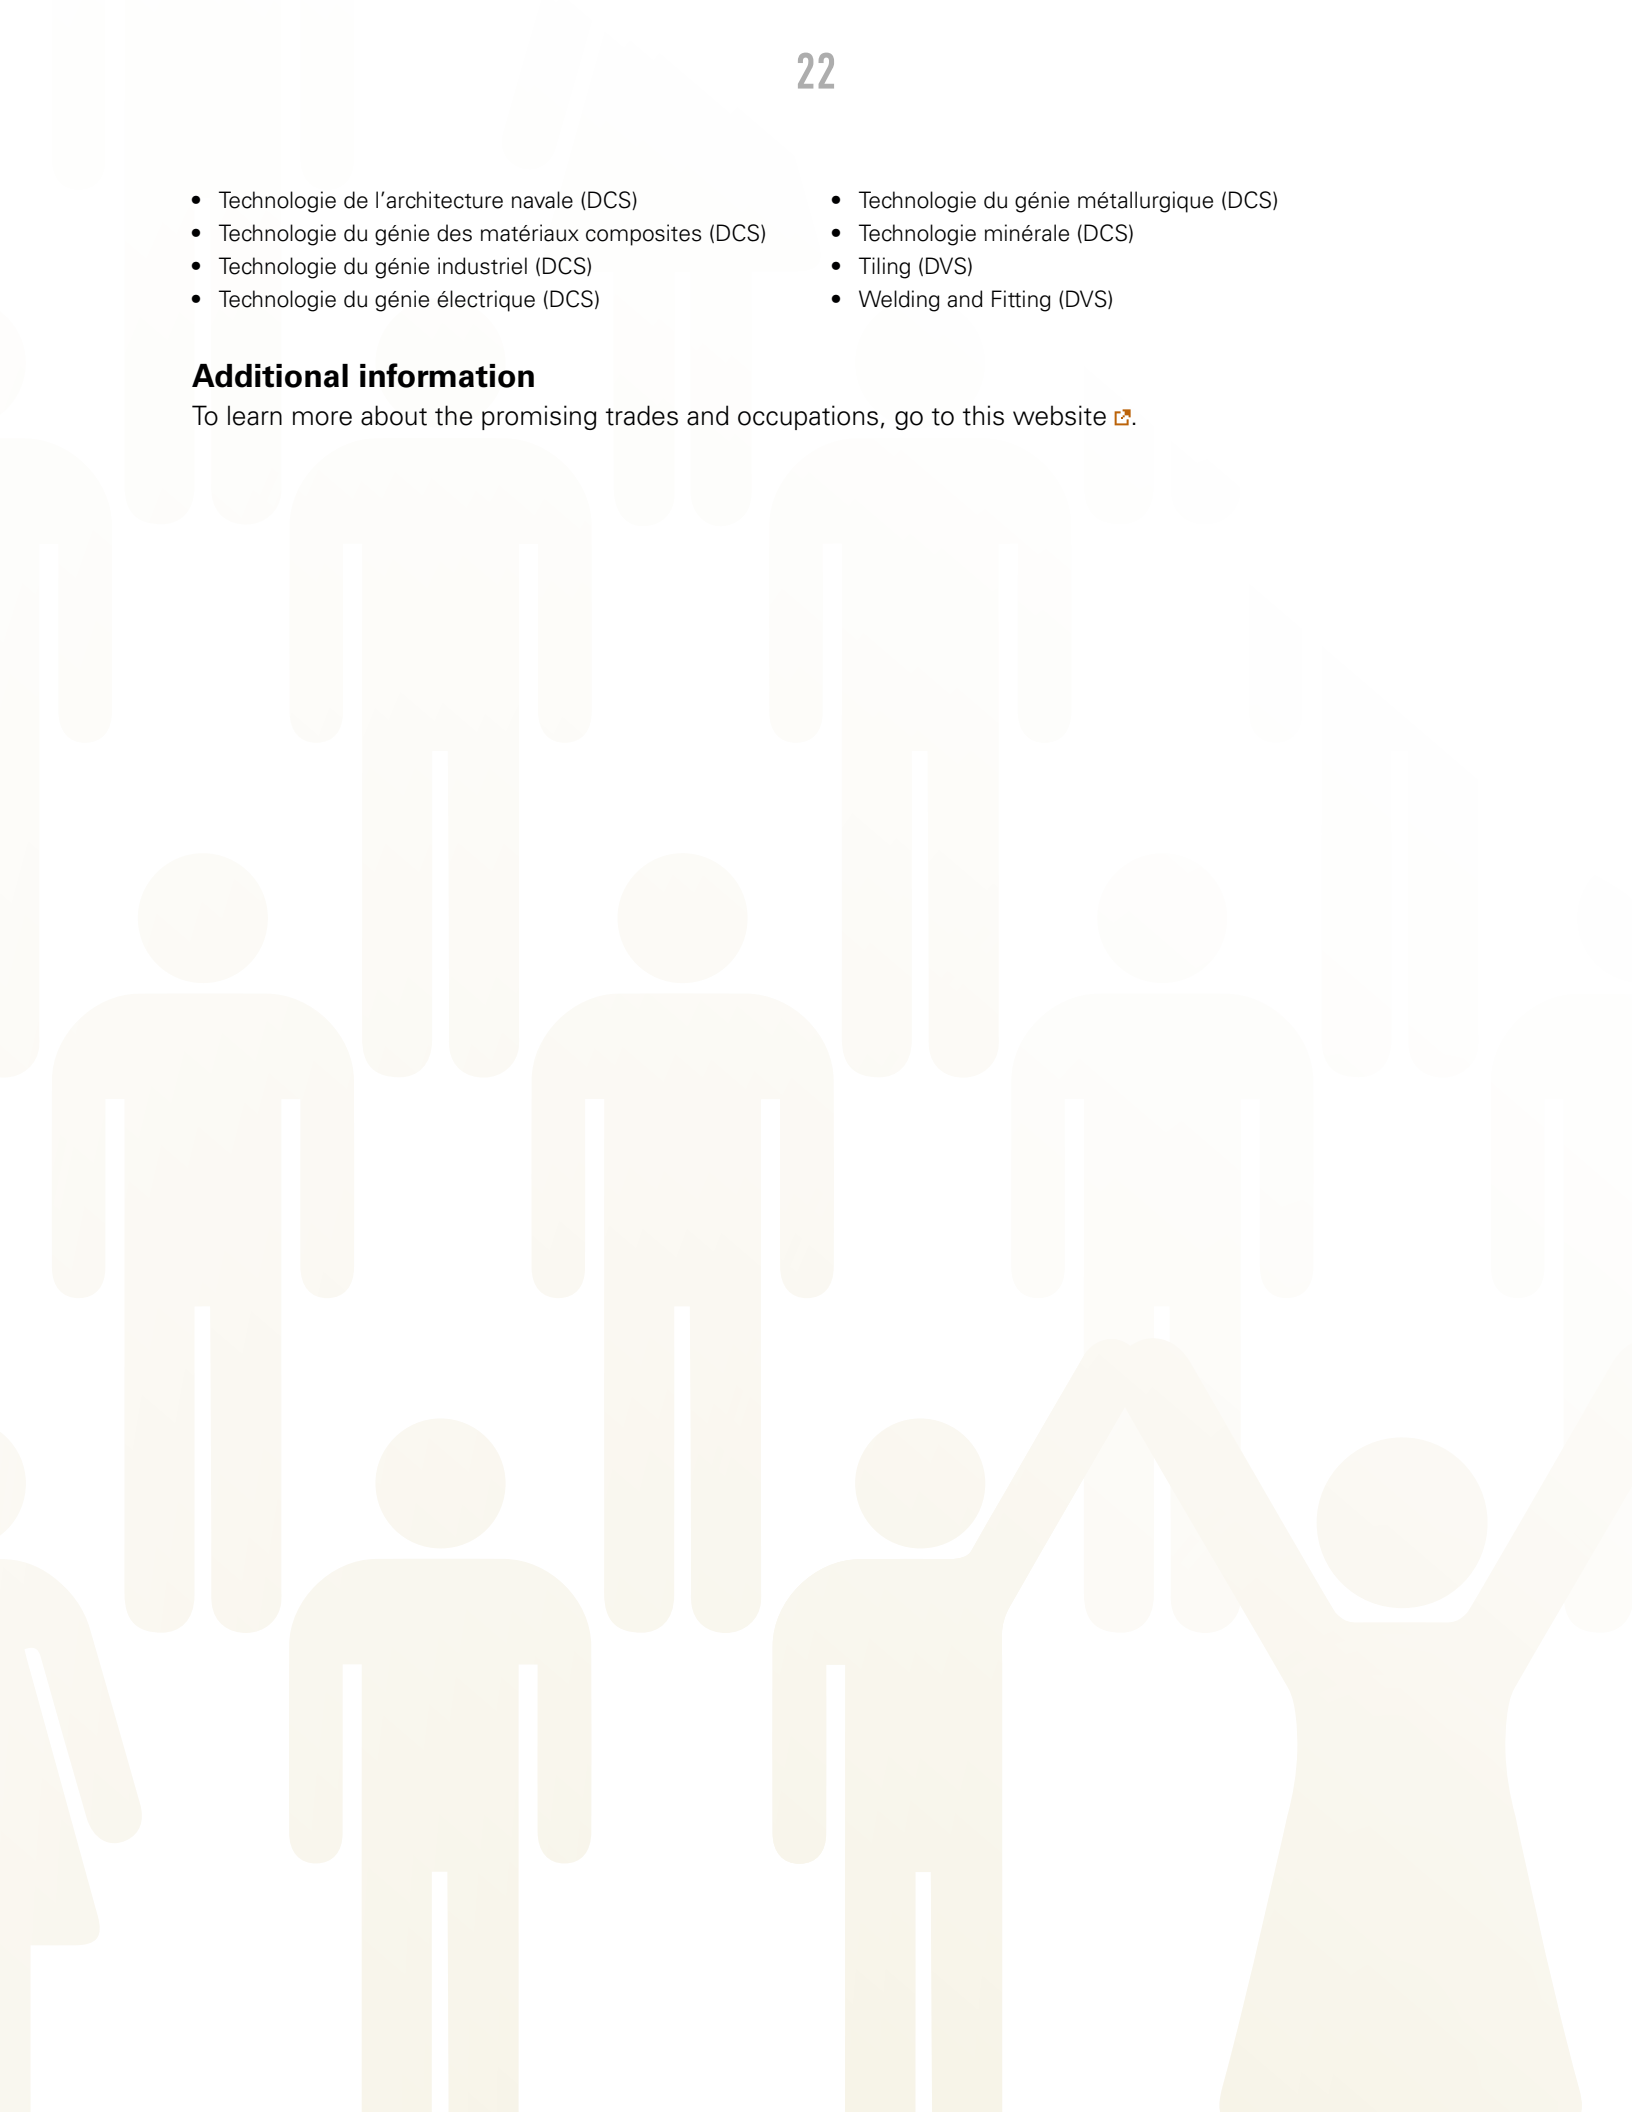 22
• Technologie de l’architecture navale (DCS)
• Technologie du génie des matériaux composites (DCS)
• Technologie du génie industriel (DCS)
• Technologie du génie électrique (DCS)
• Technologie du génie métallurgique (DCS)
• Technologie minérale (DCS)
• Tiling (DVS)
• Welding and Fitting (DVS)
Additional information
To learn more about the promising trades and occupations, go to this website .